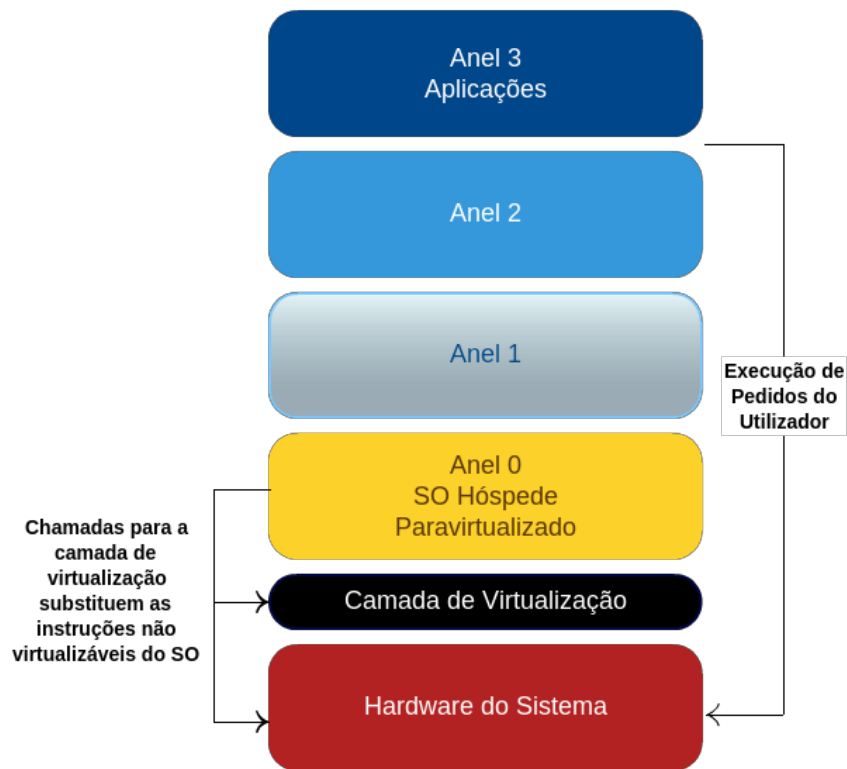 Anel 3
Aplicações
Anel 2
Anel 1
Execução de
Pedidos do
Utilizador
Anel 0
SO Hóspede
Paravirtualizado
Chamadas para a
camada de
virtualização
substituem as
instruções não
virtualizáveis do SO
Camada de Virtualização
Hardware do Sistema